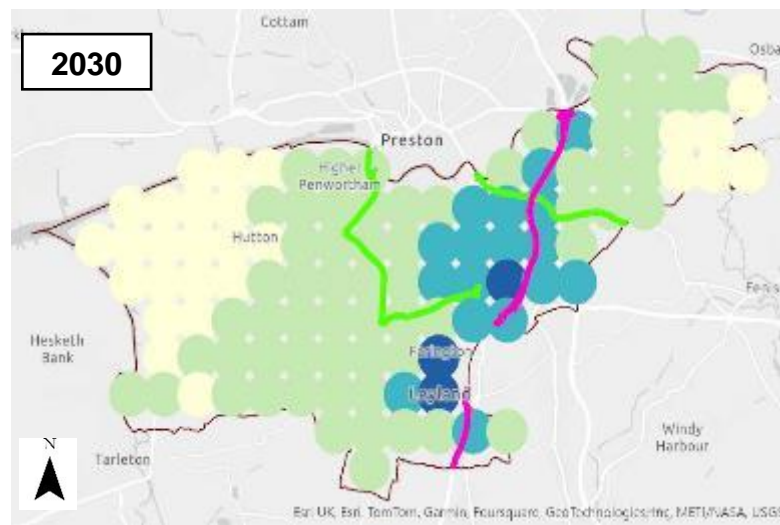 Cottam
2030
Osba
Preston
Higher
Penwortham
Hutton
Fenis
Hesketh
Bank
Farington
Leyland
Windy
Harbour
Tarleton
N
Esri UK, Esri, TomTom, Garmin, Foursquare, GeoTechnologies, Inc, METI/NASA, USGS